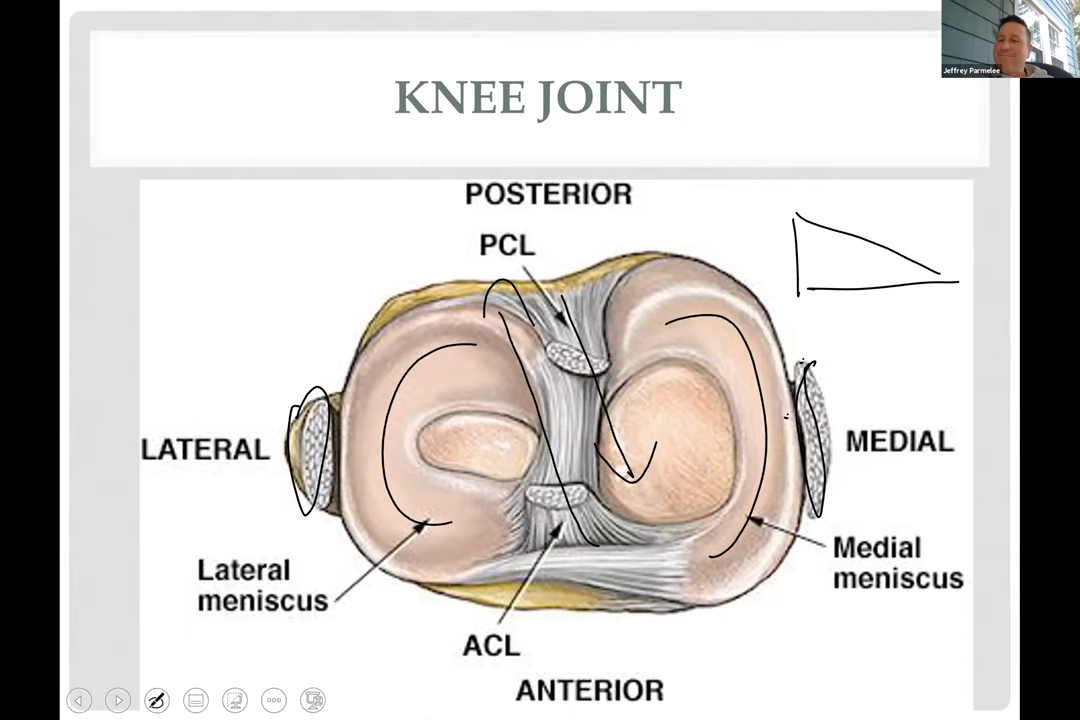 Jeffrey Parmelee
KNEE JOINT
POSTERIOR
PCL
LATERAL
MEDIAL
Lateral
meniscus
Medial
meniscus
ACL
ANTERIOR